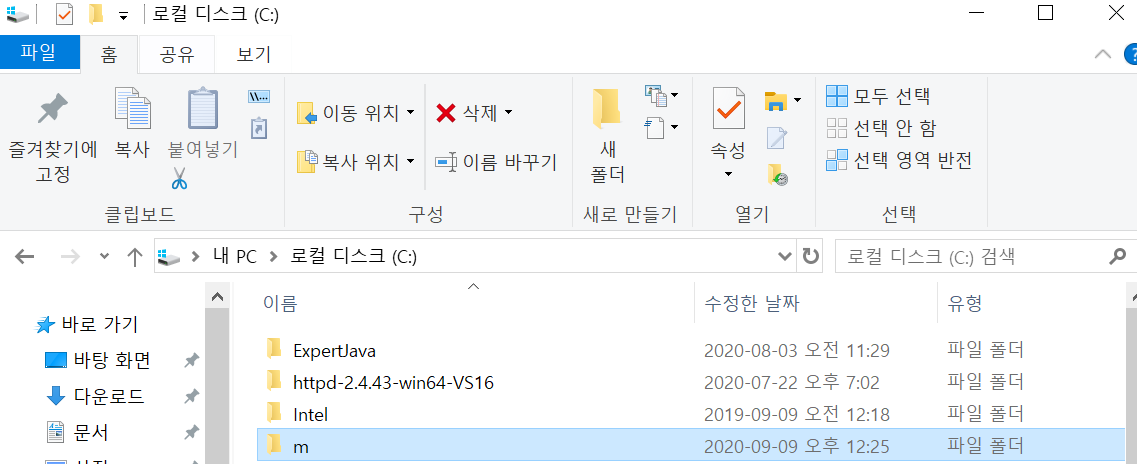 로컬 디스크 (C:)
파일 홈 공유 보기
즐겨찾기에 고정
복사
붙여넣기
클립보드
이동 위치
복사 위치
삭제
이름 바꾸기
구성
새 폴더
새로 만들기
속성
열기
모두 선택
선택 안 함
선택 영역 반전
선택
내 PC 로컬 디스크 (C:)
로컬 디스크 (C:) 검색
바로 가기
바탕 화면
다운로드
문서
이름 수정한 날짜 유형
ExpertJava 2020-08-03 오전 11:29 파일 폴더
httpd-2.4.43-win64-VS16 2020-07-22 오후 7:02 파일 폴더
Intel 2019-09-09 오전 12:18 파일 폴더
m 2020-09-09 오후 12:25 파일 폴더